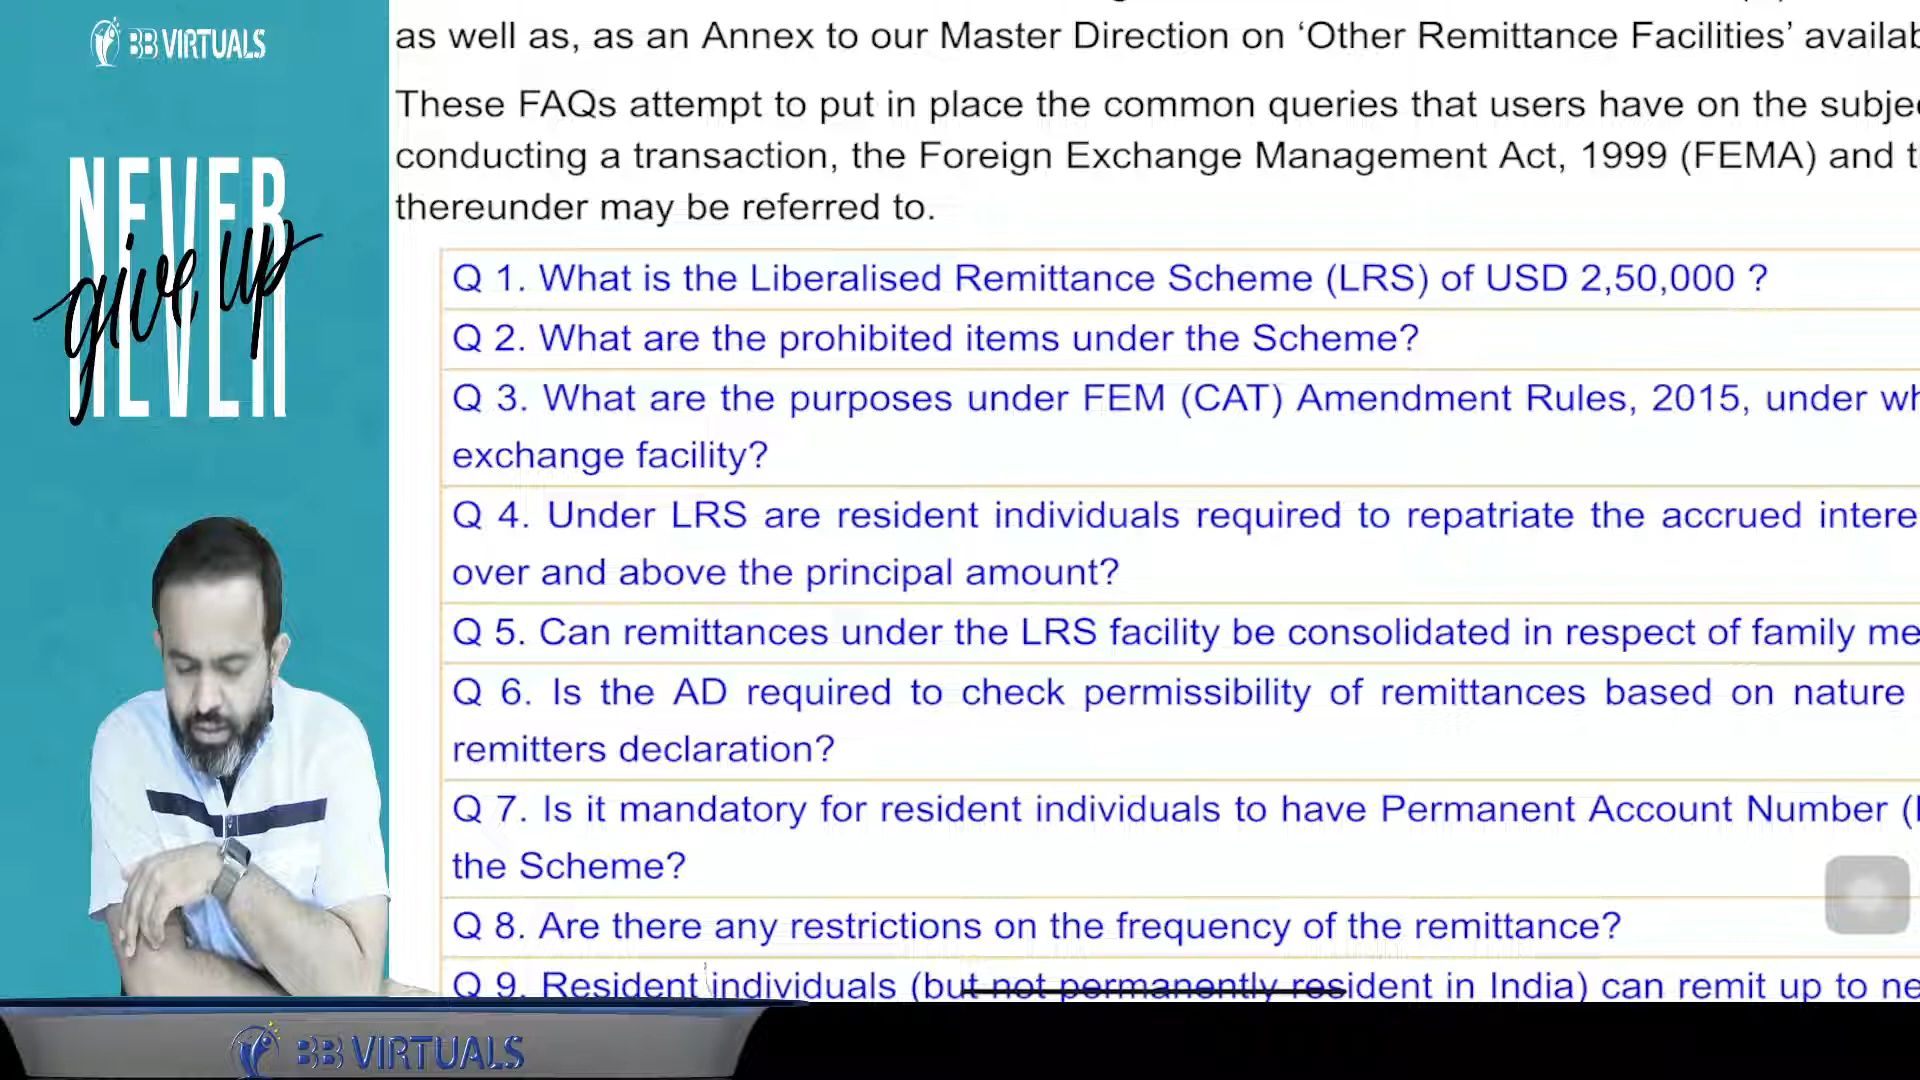 BB VIRTUALS
NEVER
give up
NEVER
as well as, as an Annex to our Master Direction on ‘Other Remittance Facilities’
These FAQs attempt to put in place the common queries that users have on the
conducting a transaction, the Foreign Exchange Management Act, 1999 (FEMA) and
thereunder may be referred to.
Q 1. What is the Liberalised Remittance Scheme (LRS) of USD 2,50,000 ?
Q 2. What are the prohibited items under the Scheme?
Q 3. What are the purposes under FEM (CAT) Amendment Rules, 2015, under
exchange facility?
Q 4. Under LRS are resident individuals required to repatriate the accrued
over and above the principal amount?
Q 5. Can remittances under the LRS facility be consolidated in respect of family
Q 6. Is the AD required to check permissibility of remittances based on nature
remitters declaration?
Q 7. Is it mandatory for resident individuals to have Permanent Account Number
the Scheme?
Q 8. Are there any restrictions on the frequency of the remittance?
Q 9. Resident individuals (but not permanently resident in India) can remit up to
BB VIRTUALS